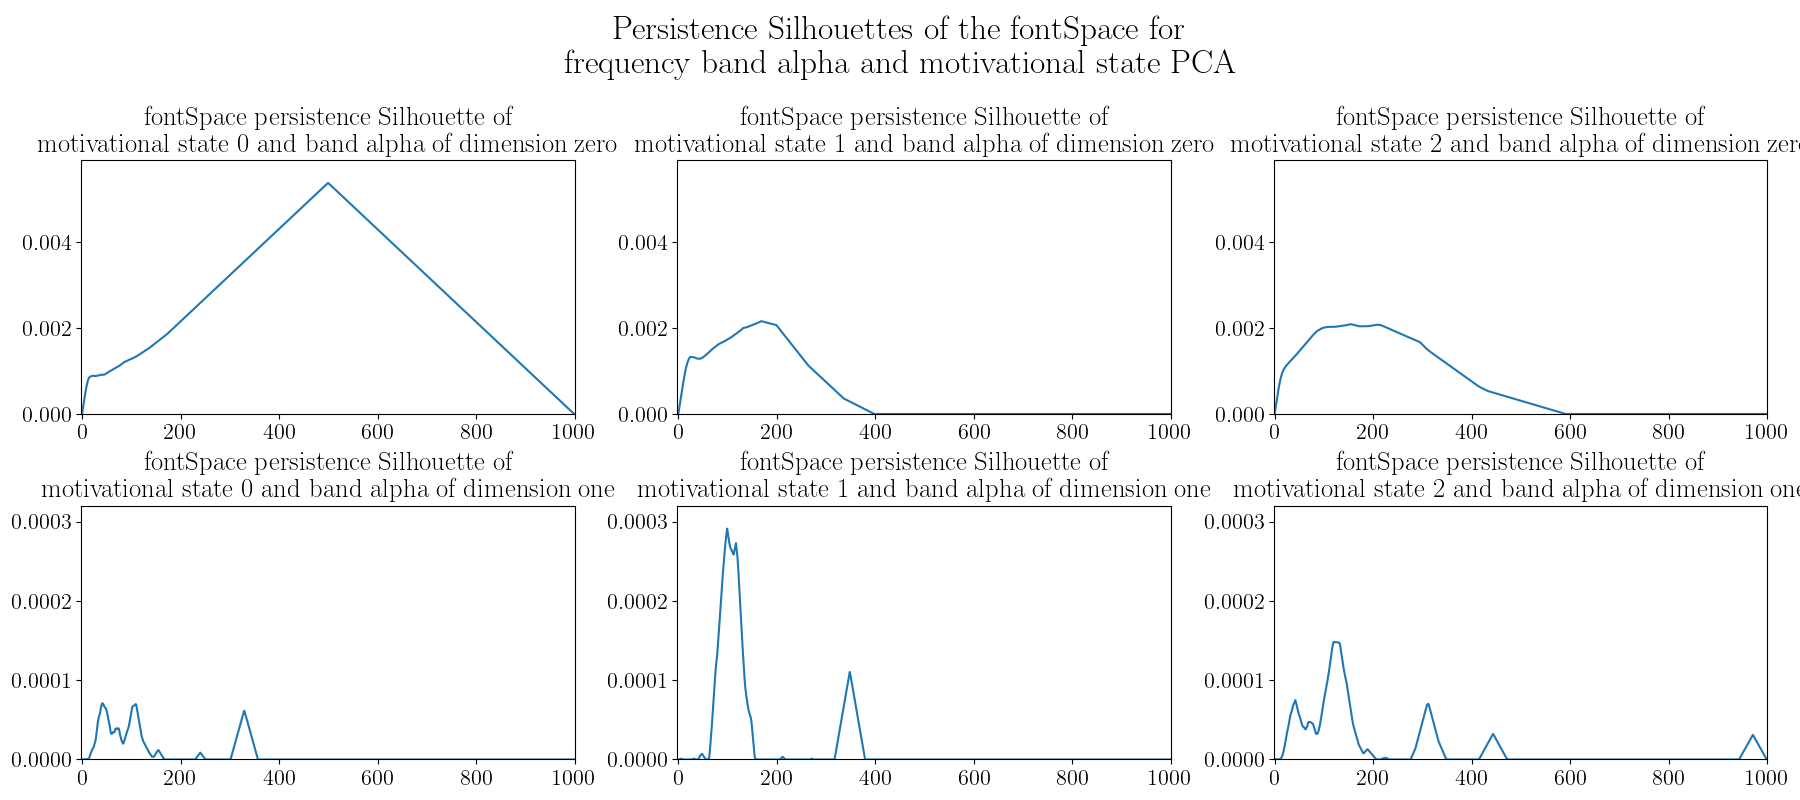 Persistence Silhouettes of the fontSpace for
frequency band alpha and motivational state PCA
fontSpace persistence Silhouette of
motivational state 0 and band alpha of dimension zero
0.004
0.002
0.000
0 200 400 600 800 1000
fontSpace persistence Silhouette of
motivational state 1 and band alpha of dimension zero
0.004
0.002
0.000
0 200 400 600 800 1000
fontSpace persistence Silhouette of
motivational state 2 and band alpha of dimension zero
0.004
0.002
0.000
0 200 400 600 800 1000
fontSpace persistence Silhouette of
motivational state 0 and band alpha of dimension one
0.0003
0.0002
0.0001
0.0000
0 200 400 600 800 1000
fontSpace persistence Silhouette of
motivational state 1 and band alpha of dimension one
0.0003
0.0002
0.0001
0.0000
0 200 400 600 800 1000
fontSpace persistence Silhouette of
motivational state 2 and band alpha of dimension one
0.0003
0.0002
0.0001
0.0000
0 200 400 600 800 1000